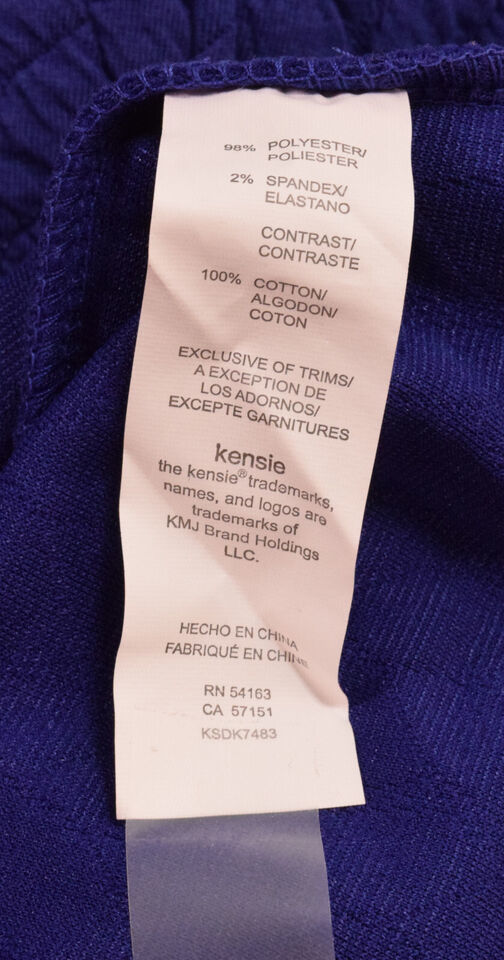 98% POLYESTER/
POLIESTER
2% SPANDEX/
ELASTANO
CONTRAST/
CONTRASTE
100% COTTON/
ALGODON/
COTON
EXCLUSIVE OF TRIMS/
A EXCEPTION DE
LOS ADORNOS/
EXCEPTE GARNITURES
kensie
the kensie® trademarks,
names, and logos are
trademarks of
KMJ Brand Holdings
LLC.
HECHO EN CHINA
FABRIQUÉ EN CHINE
RN 54163
CA 57151
KSDK7483